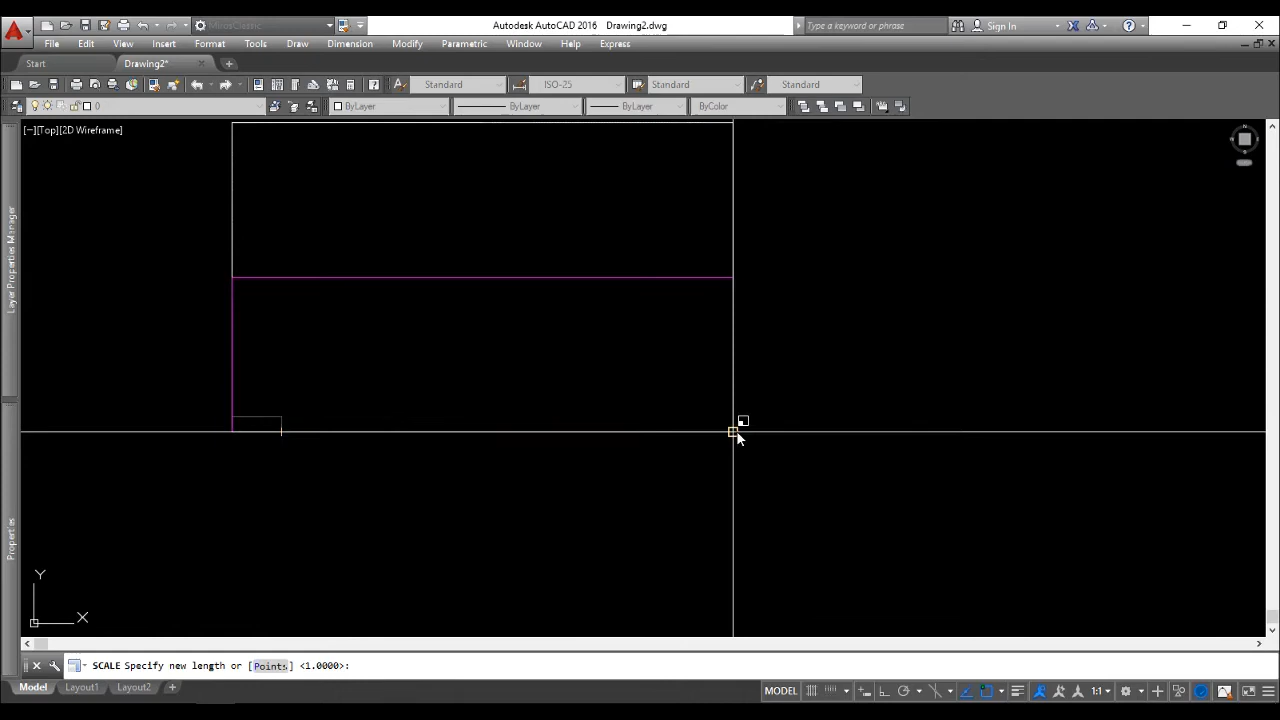 MirosClassic
Autodesk AutoCAD 2016 Drawing2.dwg
Type a keyword or phrase
Sign In
File Edit View Insert Format Tools Draw Dimension Modify Parametric Window Help Express
Start Drawing2*
Standard ISO-25 Standard Standard
0 ByLayer ByLayer ByLayer ByColor
[−][Top][2D Wireframe]
N
S
Layer Properties Manager
Properties
Y
X
SCALE Specify new length or [Points] <1.0000>:
Model Layout1 Layout2
MODEL 1:1